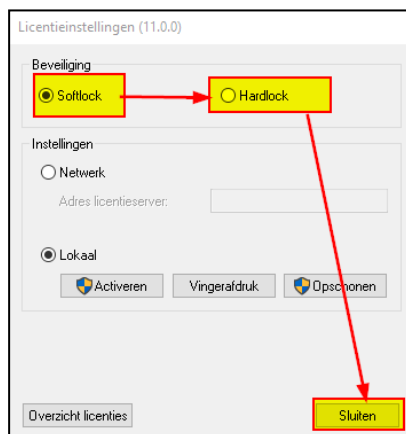 Licentieinstellingen (11.0.0)
Beveiliging
Softlock Hardlock
Instellingen
Netwerk
Adres licentieserver:
Lokaal
Activeren Vingerafdruk Opschonen
Overzicht licenties Sluiten